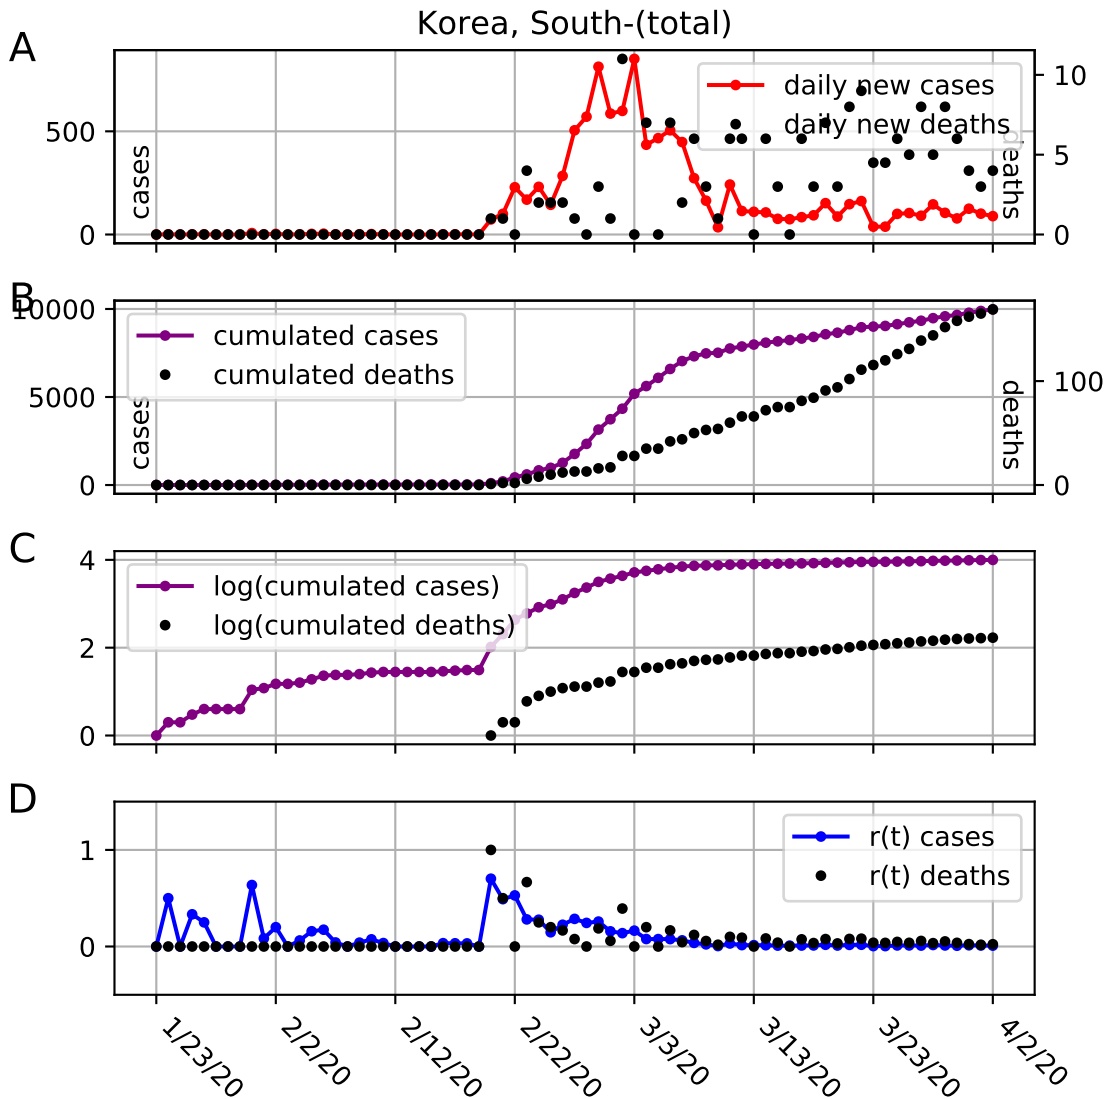 Korea, South-(total)
A
daily new cases
daily new deaths
500
0
cases
10
5
0
deaths
B
10000
5000
0
cumulated cases
cumulated deaths
cases
100
0
deaths
C
4
2
0
log(cumulated cases)
log(cumulated deaths)
D
1
0
r(t) cases
r(t) deaths
1/23/20
2/2/20
2/12/20
2/22/20
3/3/20
3/13/20
3/23/20
4/2/20